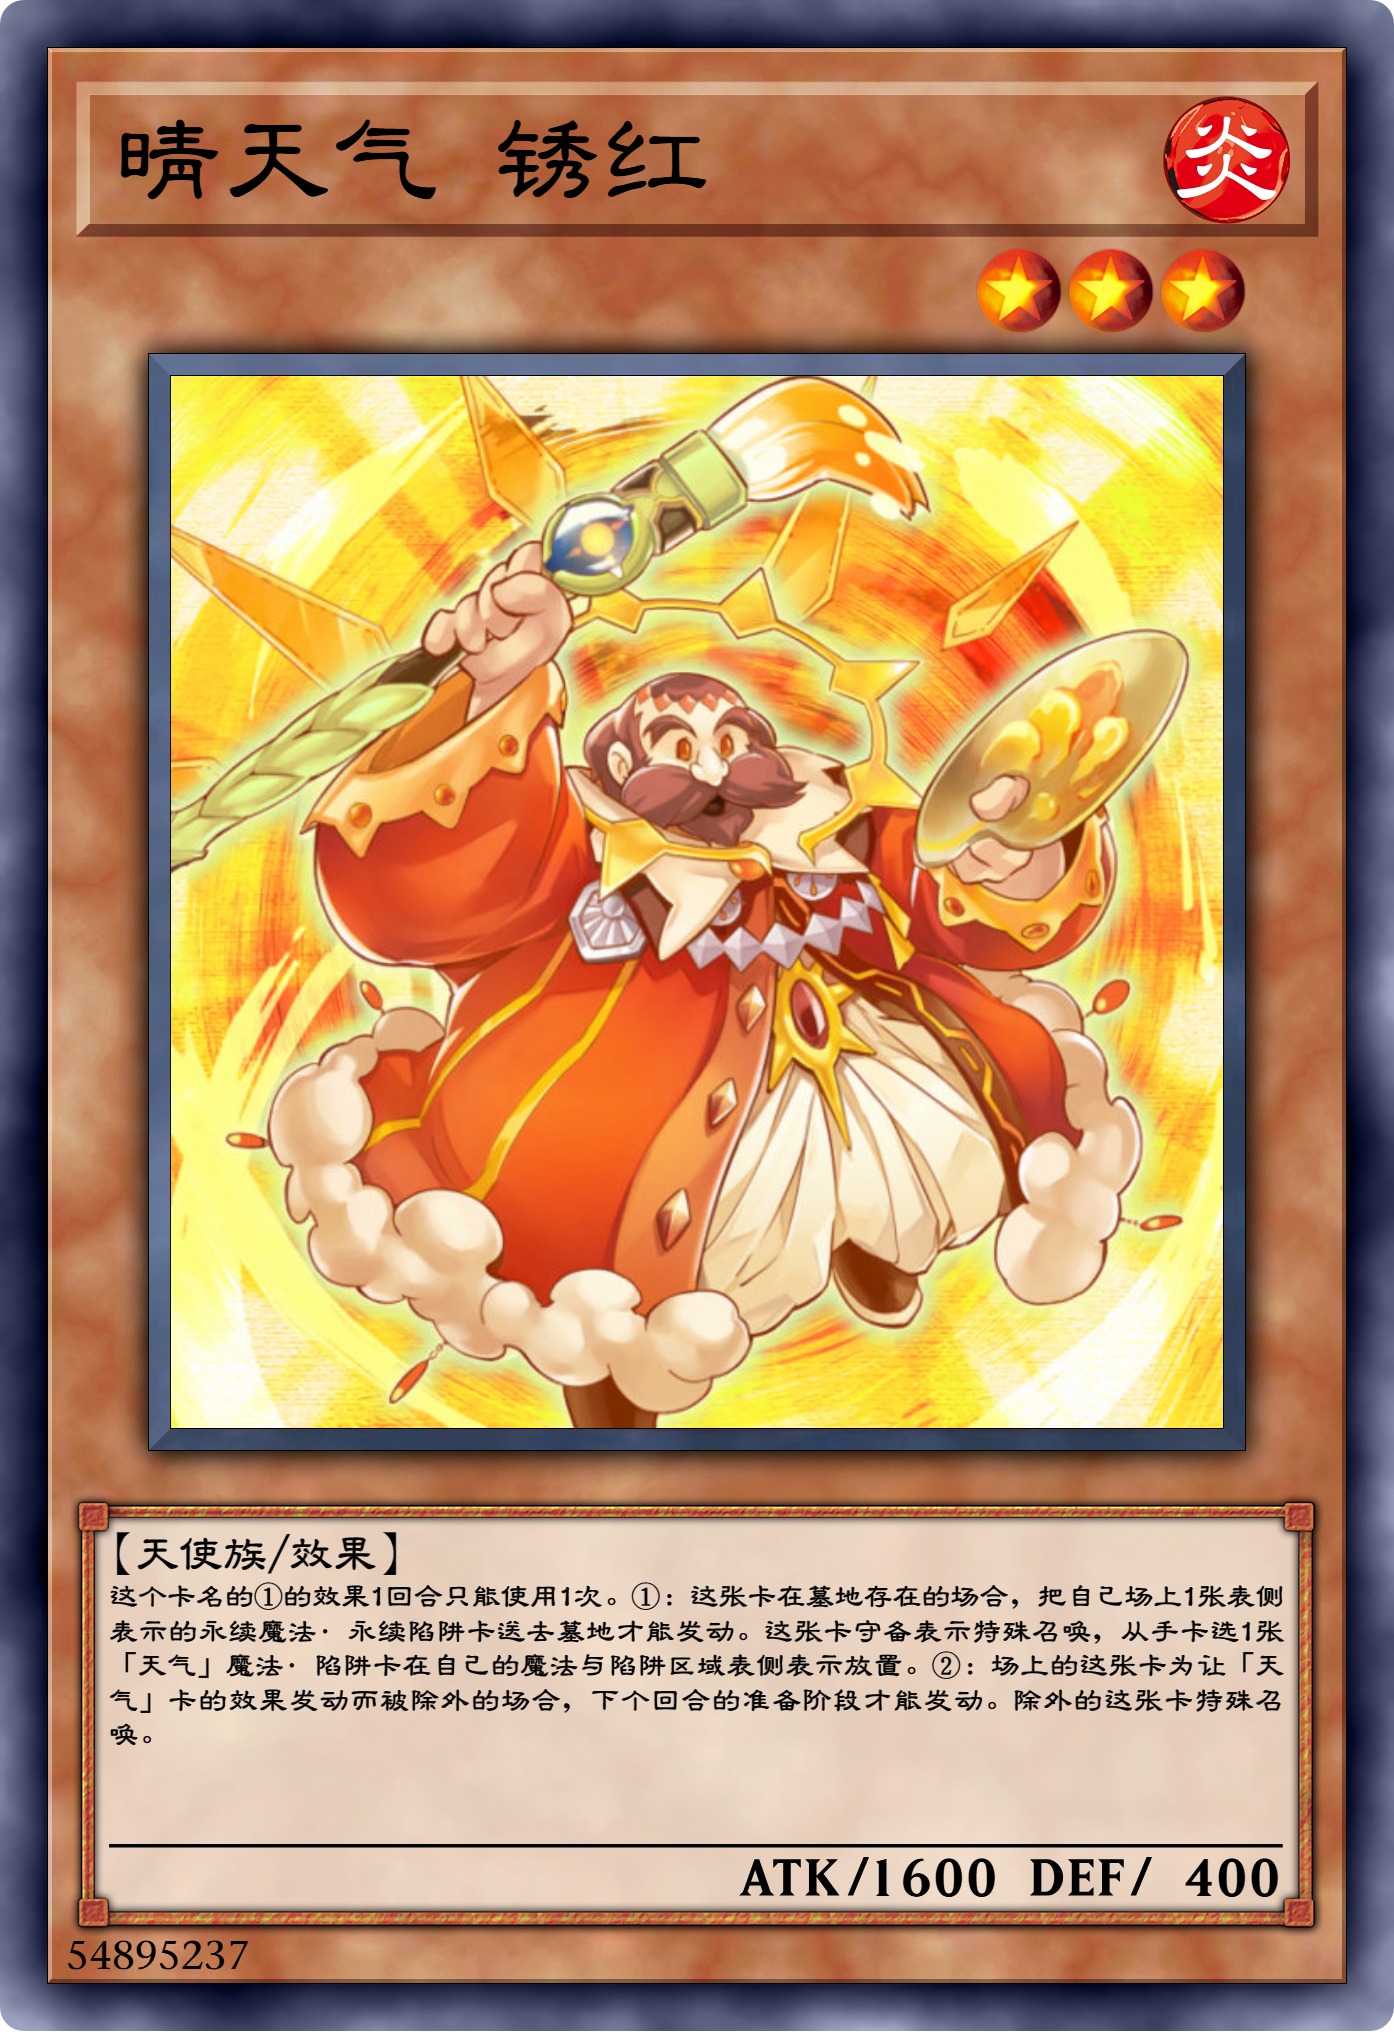 晴天气 锈红
炎
【天使族/效果】
这个卡名的①的效果1回合只能使用1次。①：这张卡在墓地存在的场合，把自己场上1张表侧
表示的永续魔法·永续陷阱卡送去墓地才能发动。这张卡守备表示特殊召唤，从手卡选1张
「天气」魔法·陷阱卡在自己的魔法与陷阱区域表侧表示放置。②：场上的这张卡为让「天
气」卡的效果发动而被除外的场合，下个回合的准备阶段才能发动。除外的这张卡特殊召
唤。
ATK/1600 DEF/ 400
54895237